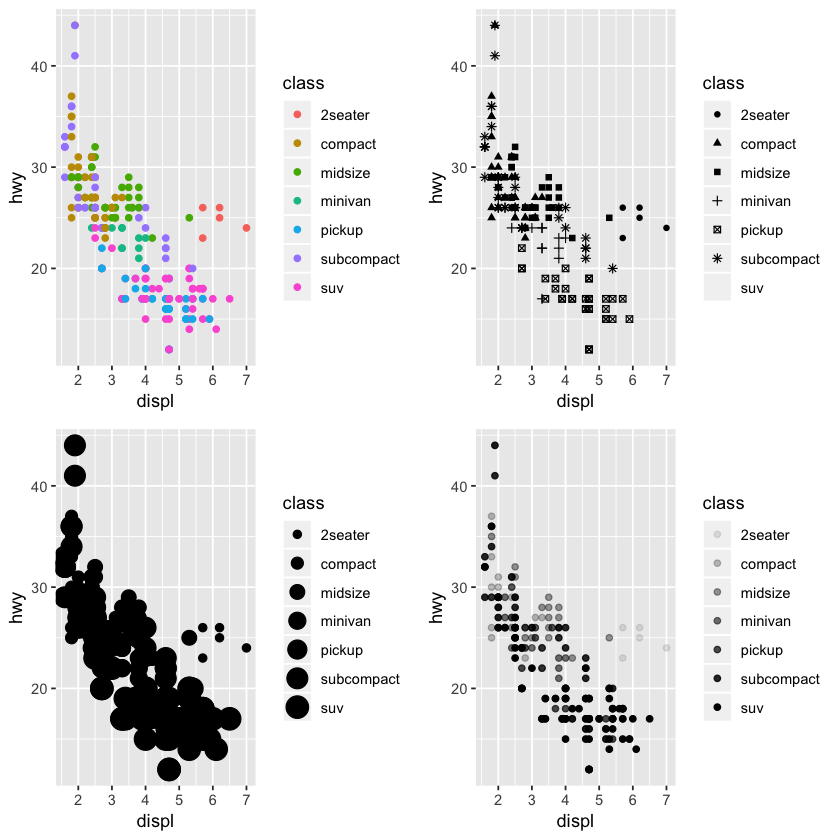 hwy
40
30
20
2 3 4 5 6 7
displ
class
2seater
compact
midsize
minivan
pickup
subcompact
suv
hwy
40
30
20
2 3 4 5 6 7
displ
class
2seater
compact
midsize
minivan
pickup
subcompact
suv
hwy
40
30
20
2 3 4 5 6 7
displ
class
2seater
compact
midsize
minivan
pickup
subcompact
suv
hwy
40
30
20
2 3 4 5 6 7
displ
class
2seater
compact
midsize
minivan
pickup
subcompact
suv